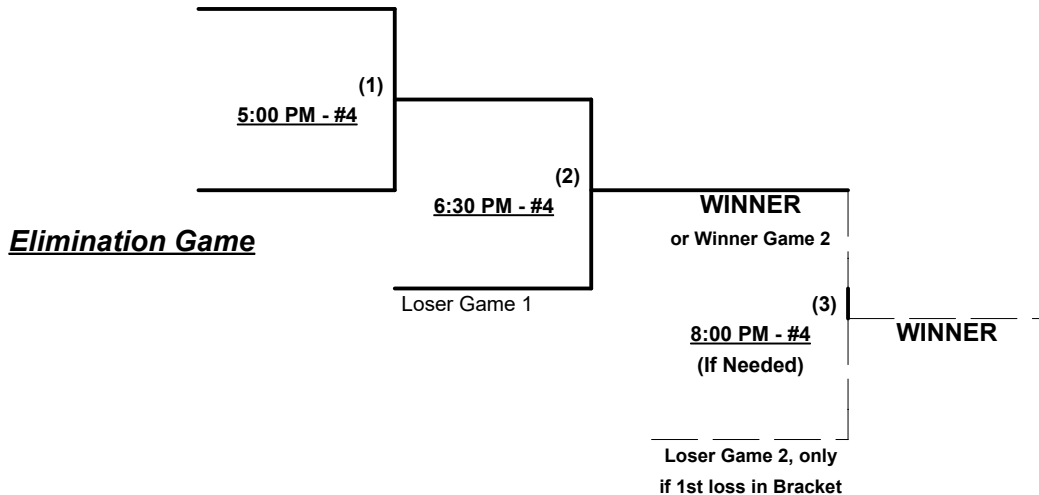 (1)
5:00 PM - #4
(2)
6:30 PM - #4
WINNER
or Winner Game 2
Elimination Game
Loser Game 1
(3)
8:00 PM - #4
WINNER
(If Needed)
Loser Game 2, only
if 1st loss in Bracket